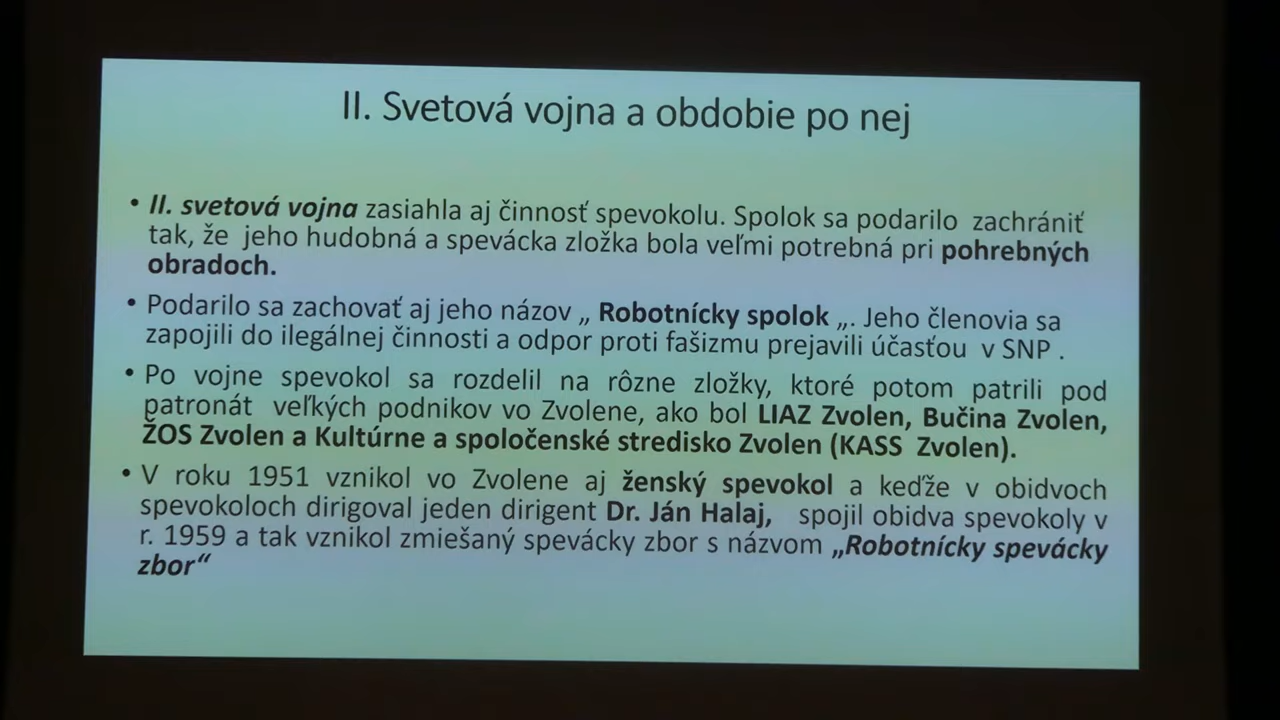 II. Svetová vojna a obdobie po nej
• II. svetová vojna zasiahla aj činnosť spevokolu. Spolok sa podarilo zachrániť
tak, že jeho hudobná a spevácka zložka bola veľmi potrebná pri pohrebných
obradoch.
• Podarilo sa zachovať aj jeho názov „ Robotnícky spolok „. Jeho členovia sa
zapojili do ilegálnej činnosti a odpor proti fašizmu prejavili účasťou v SNP .
• Po vojne spevokol sa rozdelil na rôzne zložky, ktoré potom patrili pod
patronát veľkých podnikov vo Zvolene, ako bol LIAZ Zvolen, Bučina Zvolen,
ŽOS Zvolen a Kultúrne a spoločenské stredisko Zvolen (KASS Zvolen).
• V roku 1951 vznikol vo Zvolene aj ženský spevokol a keďže v obidvoch
spevokoloch dirigoval jeden dirigent Dr. Ján Halaj, spojil obidva spevokoly v
r. 1959 a tak vznikol zmiešaný spevácky zbor s názvom „Robotnícky spevácky
zbor“